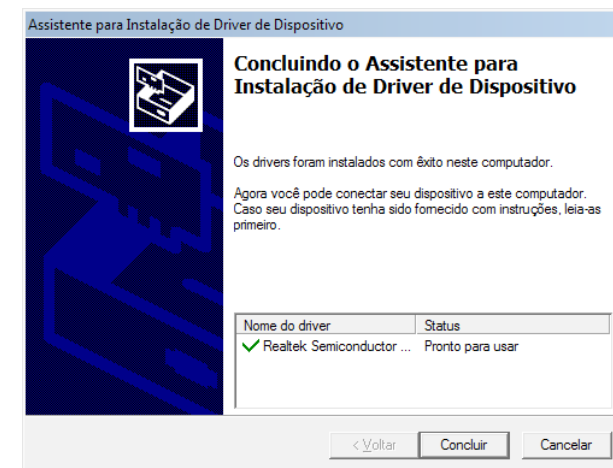 Assistente para Instalação de Driver de Dispositivo
Concluindo o Assistente para
Instalação de Driver de Dispositivo
Os drivers foram instalados com êxito neste computador.
Agora você pode conectar seu dispositivo a este computador.
Caso seu dispositivo tenha sido fornecido com instruções, leia-as
primeiro.
Nome do driver Status
Realtek Semiconductor ... Pronto para usar
< Voltar Concluir Cancelar